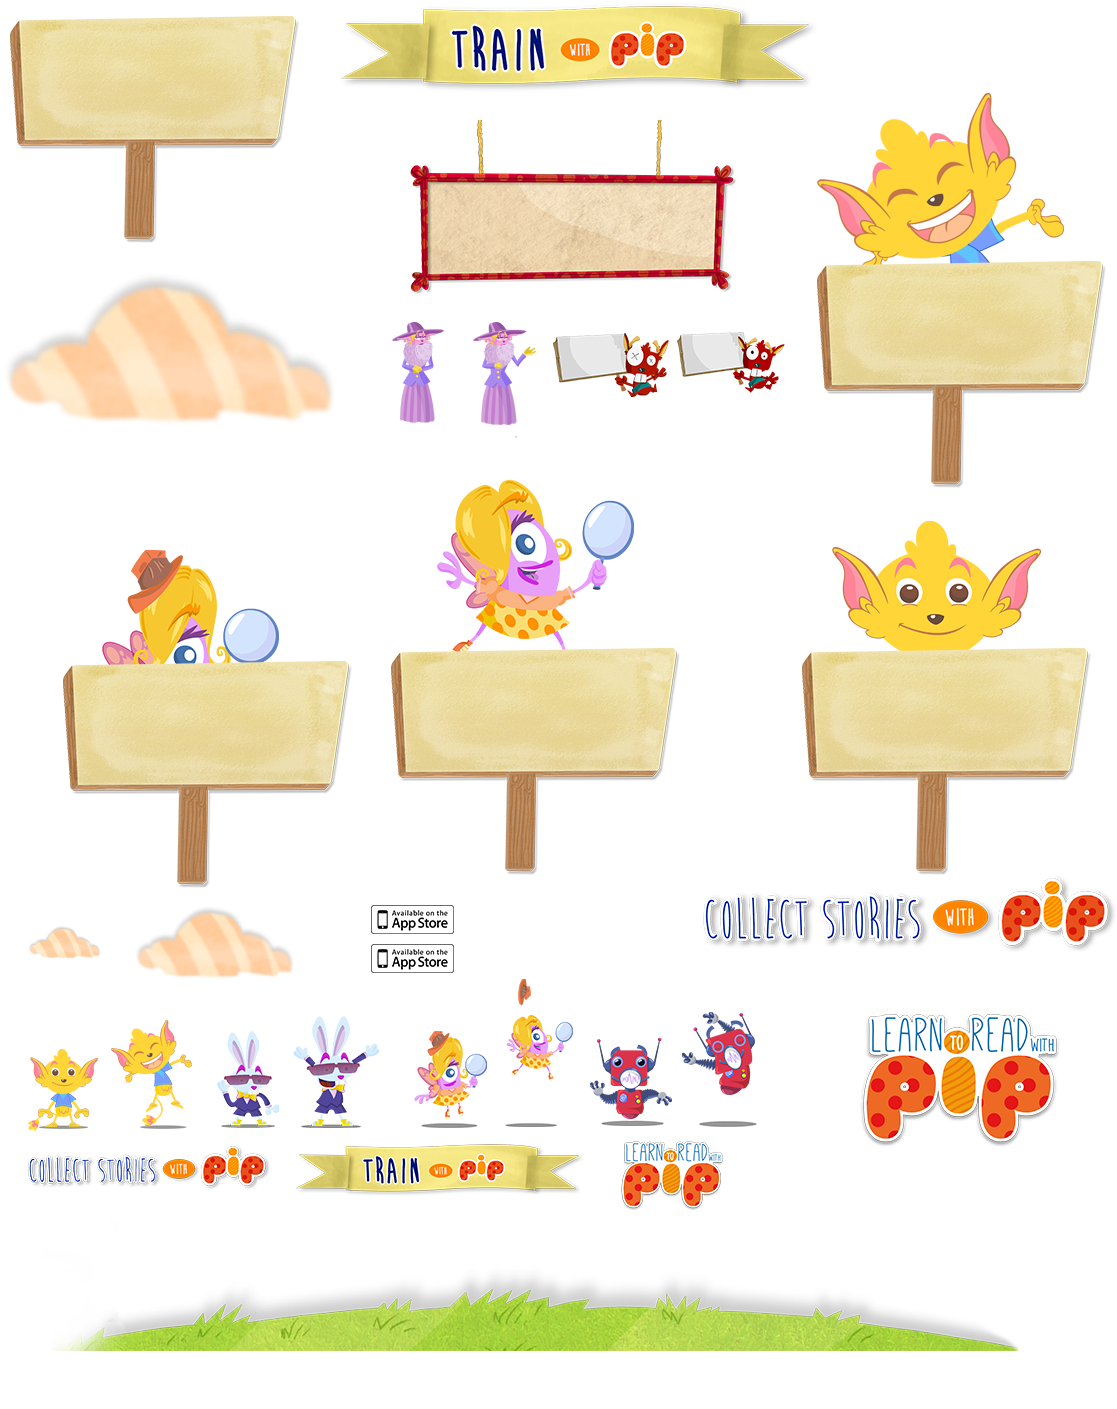 TRAIN WITH PiP
COLLECT STORIES WITH PiP
Available on the
App Store
Available on the
App Store
LEARN TO READ WITH
PiP
COLLECT STORIES WITH PiP
TRAIN WITH PiP
LEARN TO READ WITH
PiP